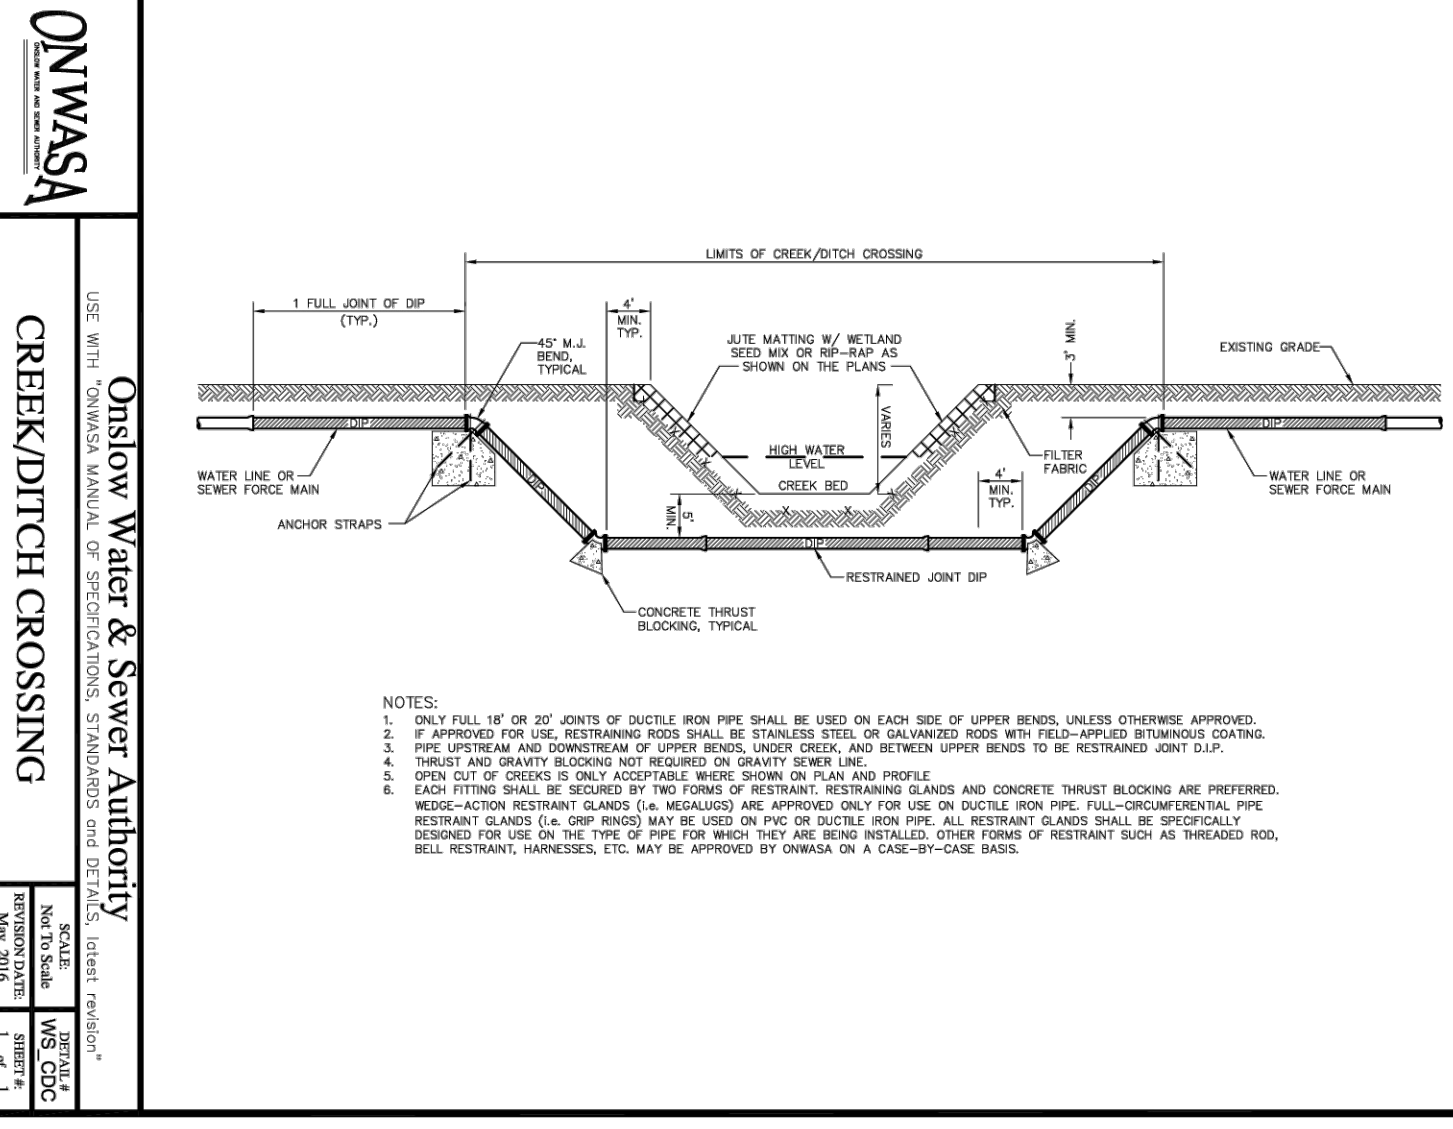 ONWASA
ONSLOW WATER AND SEWER AUTHORITY
Onslow Water & Sewer Authority
USE WITH "ONWASA MANUAL OF SPECIFICATIONS, STANDARDS and DETAILS, latest revision"
CREEK/DITCH CROSSING
SCALE:
Not To Scale
REVISION DATE:
May, 2016
DETAIL #
WS_CDC
SHEET #:
1 of 1
LIMITS OF CREEK/DITCH CROSSING
1 FULL JOINT OF DIP
(TYP.)
4'
MIN.
TYP.
45° M.J.
BEND,
TYPICAL
JUTE MATTING W/ WETLAND
SEED MIX OR RIP-RAP AS
SHOWN ON THE PLANS
3' MIN.
EXISTING GRADE
DIP
DIP
VARIES
HIGH WATER
LEVEL
CREEK BED
FILTER
FABRIC
WATER LINE OR
SEWER FORCE MAIN
4'
MIN.
TYP.
WATER LINE OR
SEWER FORCE MAIN
DIP
DIP
ANCHOR STRAPS
5'
MIN.
DIP
RESTRAINED JOINT DIP
CONCRETE THRUST
BLOCKING, TYPICAL
NOTES:
1. ONLY FULL 18' OR 20' JOINTS OF DUCTILE IRON PIPE SHALL BE USED ON EACH SIDE OF UPPER BENDS, UNLESS OTHERWISE APPROVED.
2. IF APPROVED FOR USE, RESTRAINING RODS SHALL BE STAINLESS STEEL OR GALVANIZED RODS WITH FIELD-APPLIED BITUMINOUS COATING.
3. PIPE UPSTREAM AND DOWNSTREAM OF UPPER BENDS, UNDER CREEK, AND BETWEEN UPPER BENDS TO BE RESTRAINED JOINT D.I.P.
4. THRUST AND GRAVITY BLOCKING NOT REQUIRED ON GRAVITY SEWER LINE.
5. OPEN CUT OF CREEKS IS ONLY ACCEPTABLE WHERE SHOWN ON PLAN AND PROFILE
6. EACH FITTING SHALL BE SECURED BY TWO FORMS OF RESTRAINT. RESTRAINING GLANDS AND CONCRETE THRUST BLOCKING ARE PREFERRED.
WEDGE-ACTION RESTRAINT GLANDS (i.e. MEGALUGS) ARE APPROVED ONLY FOR USE ON DUCTILE IRON PIPE. FULL-CIRCUMFERENTIAL PIPE
RESTRAINT GLANDS (i.e. GRIP RINGS) MAY BE USED ON PVC OR DUCTILE IRON PIPE. ALL RESTRAINT GLANDS SHALL BE SPECIFICALLY
DESIGNED FOR USE ON THE TYPE OF PIPE FOR WHICH THEY ARE BEING INSTALLED. OTHER FORMS OF RESTRAINT SUCH AS THREADED ROD,
BELL RESTRAINT, HARNESSES, ETC. MAY BE APPROVED BY ONWASA ON A CASE-BY-CASE BASIS.